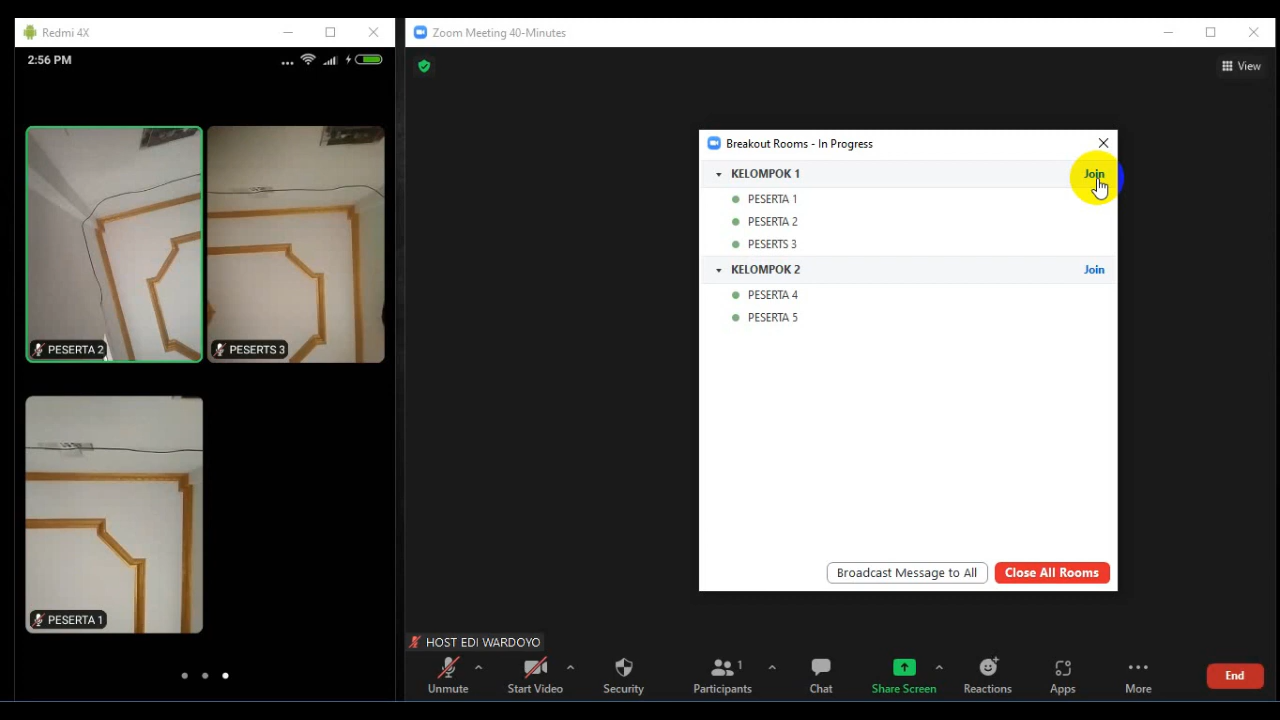 Redmi 4X
2:56 PM
PESERTA 2
PESERTS 3
PESERTA 1
Zoom Meeting 40-Minutes
View
Breakout Rooms - In Progress
KELOMPOK 1 Join
PESERTA 1
PESERTA 2
PESERTS 3
KELOMPOK 2 Join
PESERTA 4
PESERTA 5
Broadcast Message to All Close All Rooms
HOST EDI WARDOYO
1
Unmute Start Video Security Participants Chat Share Screen Reactions Apps More End